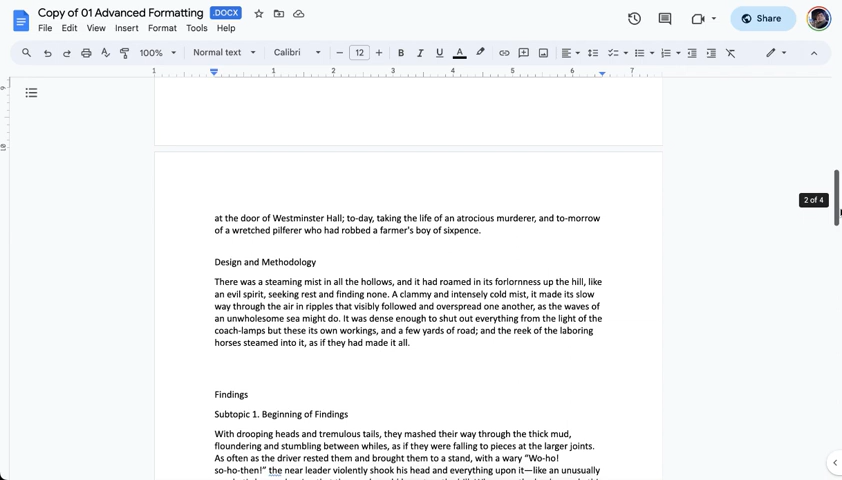 Copy of 01 Advanced Formatting .DOCX
File Edit View Insert Format Tools Help
Share
100% Normal text Calibri 12 B I U A
1 1 2 3 4 5 6 7
2 of 4
at the door of Westminster Hall; to-day, taking the life of an atrocious murderer, and to-morrow
of a wretched pilferer who had robbed a farmer's boy of sixpence.
Design and Methodology
There was a steaming mist in all the hollows, and it had roamed in its forlornness up the hill, like
an evil spirit, seeking rest and finding none. A clammy and intensely cold mist, it made its slow
way through the air in ripples that visibly followed and overspread one another, as the waves of
an unwholesome sea might do. It was dense enough to shut out everything from the light of the
coach-lamps but these its own workings, and a few yards of road; and the reek of the laboring
horses steamed into it, as if they had made it all.
Findings
Subtopic 1. Beginning of Findings
With drooping heads and tremulous tails, they mashed their way through the thick mud,
floundering and stumbling between whiles, as if they were falling to pieces at the larger joints.
As often as the driver rested them and brought them to a stand, with a wary “Wo-ho!
so-ho-then!” the near leader violently shook his head and everything upon it—like an unusually